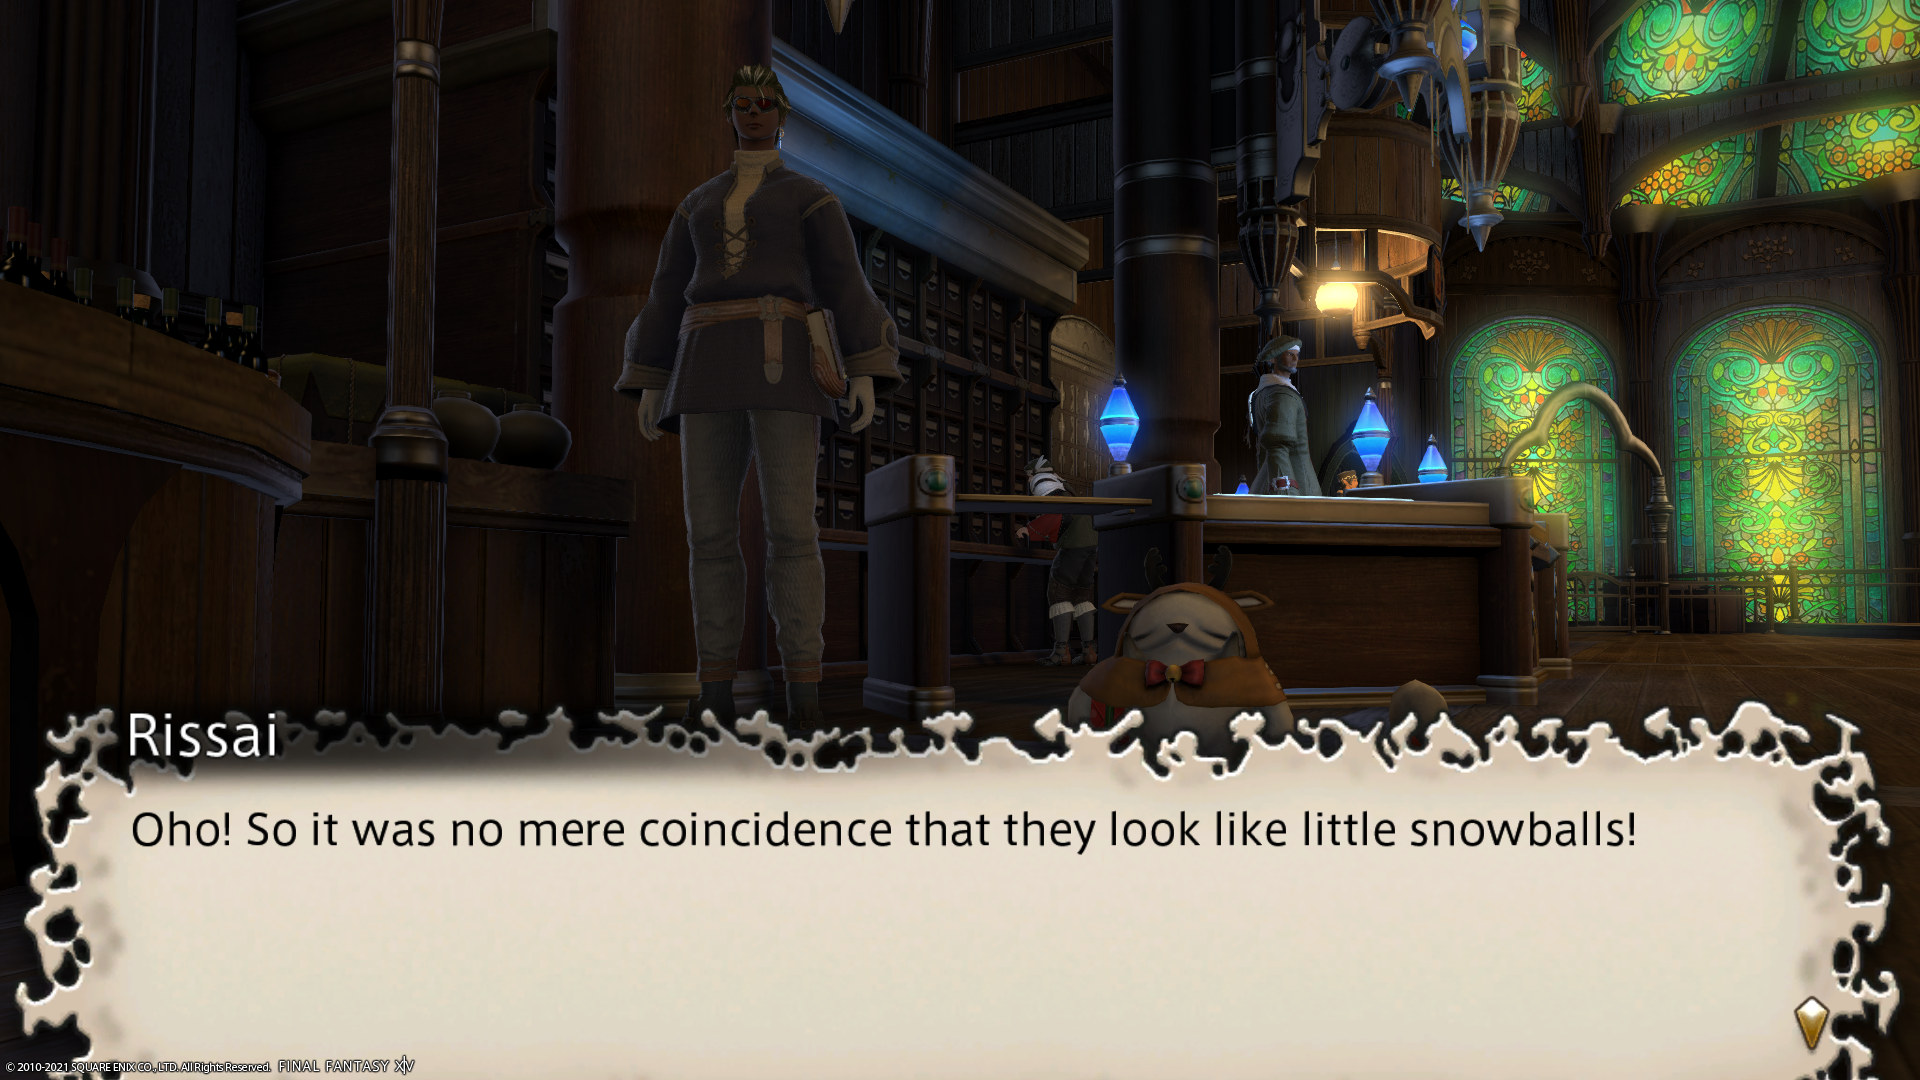 Rissai
Oho! So it was no mere coincidence that they look like little snowballs!
© 2010-2021 SQUARE ENIX CO., LTD. All Rights Reserved. FINAL FANTASY XIV